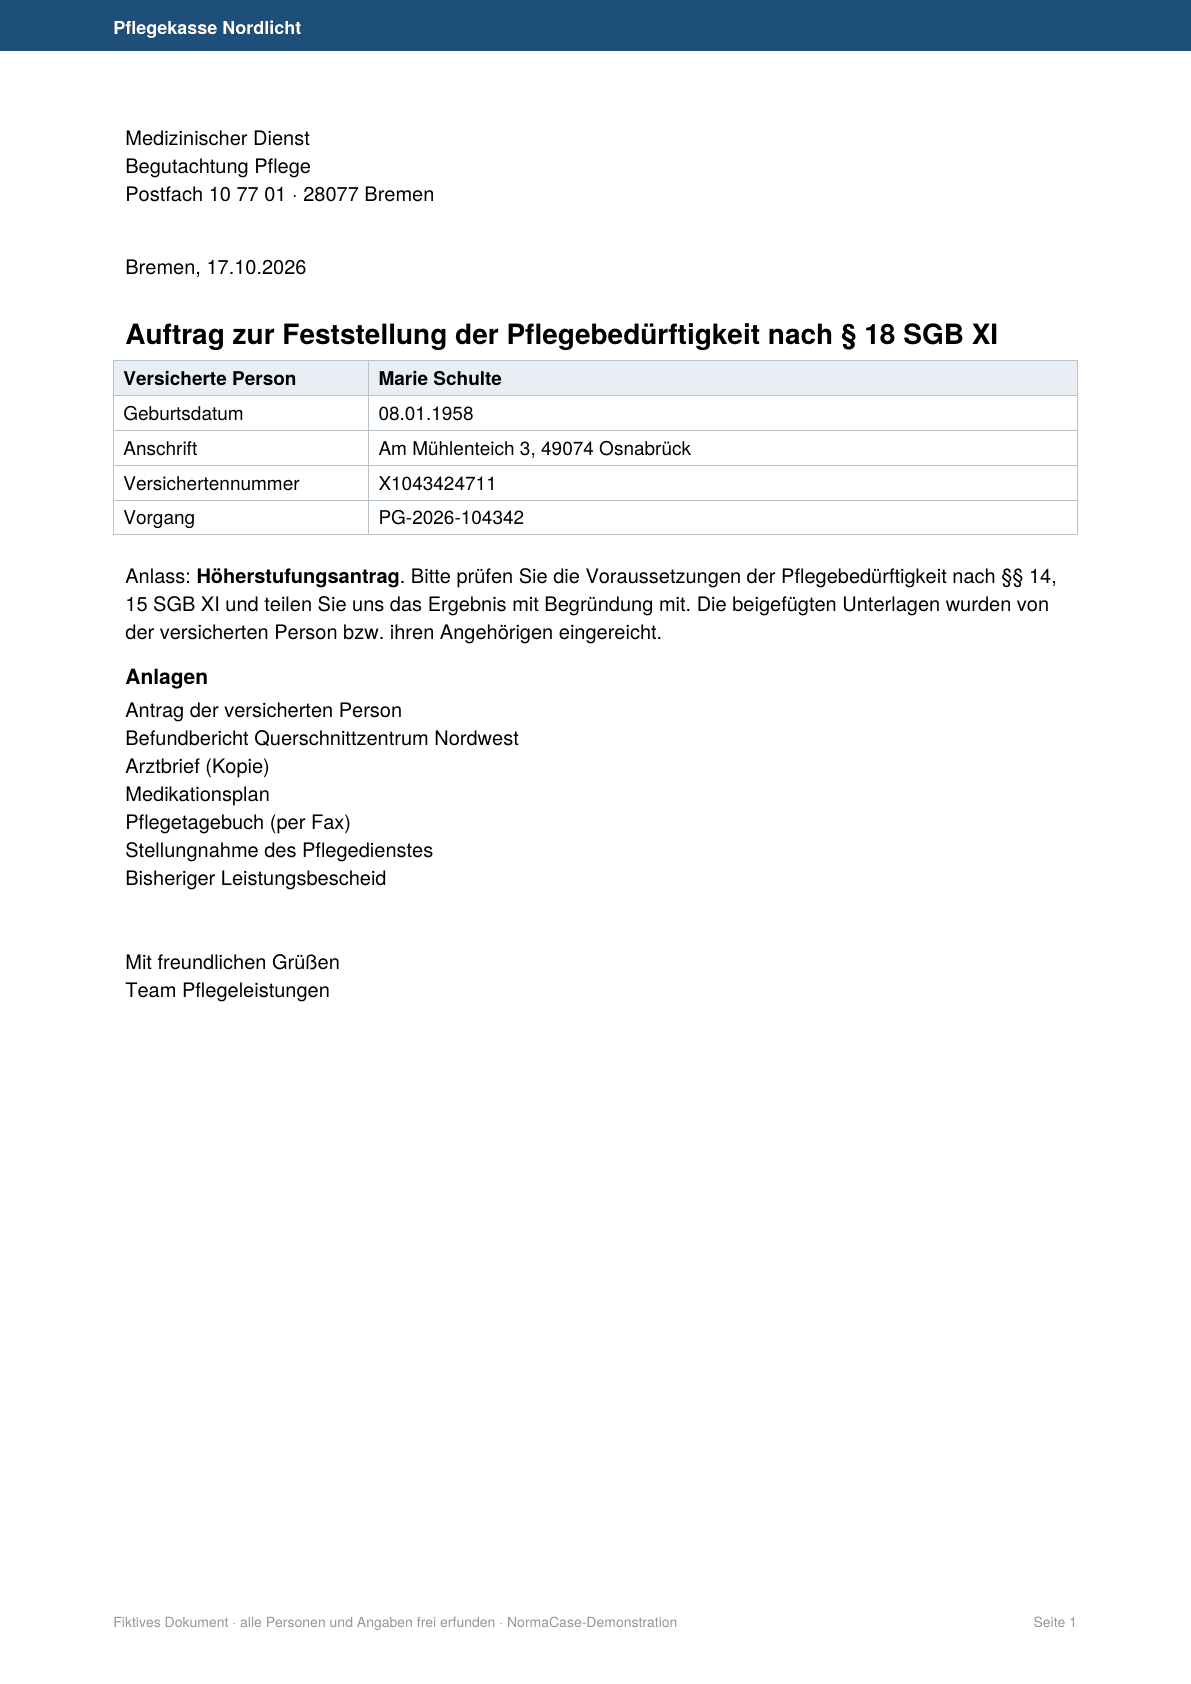 Pflegekasse Nordlicht
Medizinischer Dienst
Begutachtung Pflege
Postfach 10 77 01 · 28077 Bremen
Bremen, 17.10.2026
Auftrag zur Feststellung der Pflegebedürftigkeit nach § 18 SGB XI
Versicherte Person Marie Schulte
Geburtsdatum 08.01.1958
Anschrift Am Mühlenteich 3, 49074 Osnabrück
Versichertennummer X1043424711
Vorgang PG-2026-104342
Anlass: Höherstufungsantrag. Bitte prüfen Sie die Voraussetzungen der Pflegebedürftigkeit nach §§ 14,
15 SGB XI und teilen Sie uns das Ergebnis mit Begründung mit. Die beigefügten Unterlagen wurden von
der versicherten Person bzw. ihren Angehörigen eingereicht.
Anlagen
Antrag der versicherten Person
Befundbericht Querschnittzentrum Nordwest
Arztbrief (Kopie)
Medikationsplan
Pflegetagebuch (per Fax)
Stellungnahme des Pflegedienstes
Bisheriger Leistungsbescheid
Mit freundlichen Grüßen
Team Pflegeleistungen
Fiktives Dokument · alle Personen und Angaben frei erfunden · NormaCase-Demonstration Seite 1